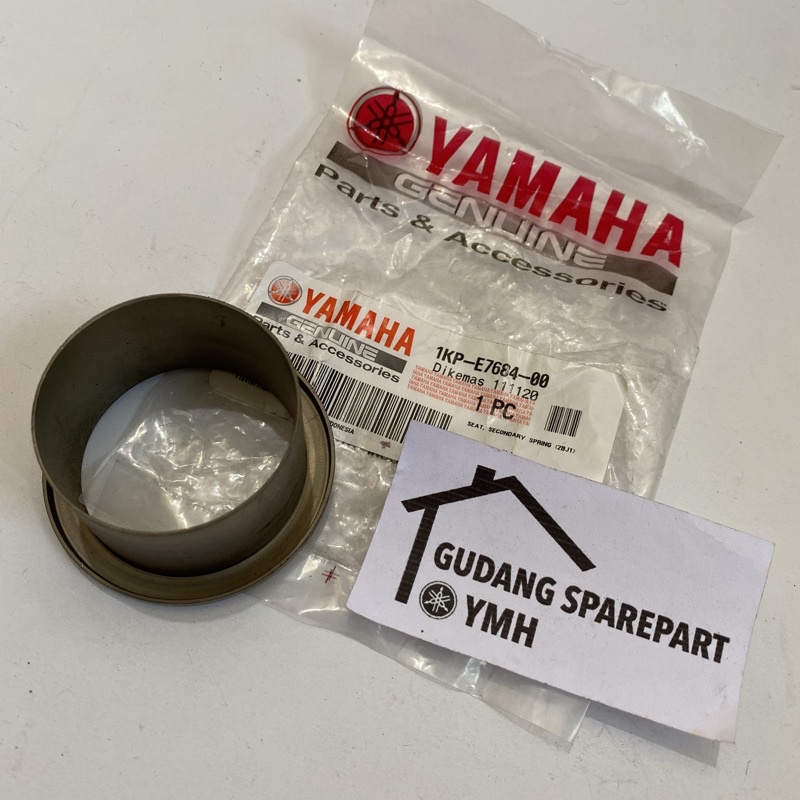 YAMAHA
GENUINE
Parts & Accessories
YAMAHA
GENUINE
Parts & Accessories
1KP-E7684-00
Dikemas 111120
1 PC
SEAT, SECONDARY SPRING (2BJ1)
GUDANG SPAREPART
YMH